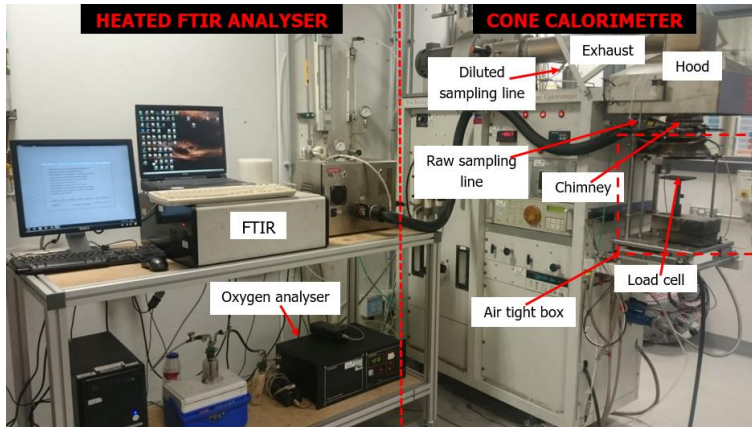 HEATED FTIR ANALYSER
CONE CALORIMETER
Exhaust
Hood
Diluted
sampling line
Raw sampling
line
Chimney
FTIR
Load cell
Oxygen analyser
Air tight box